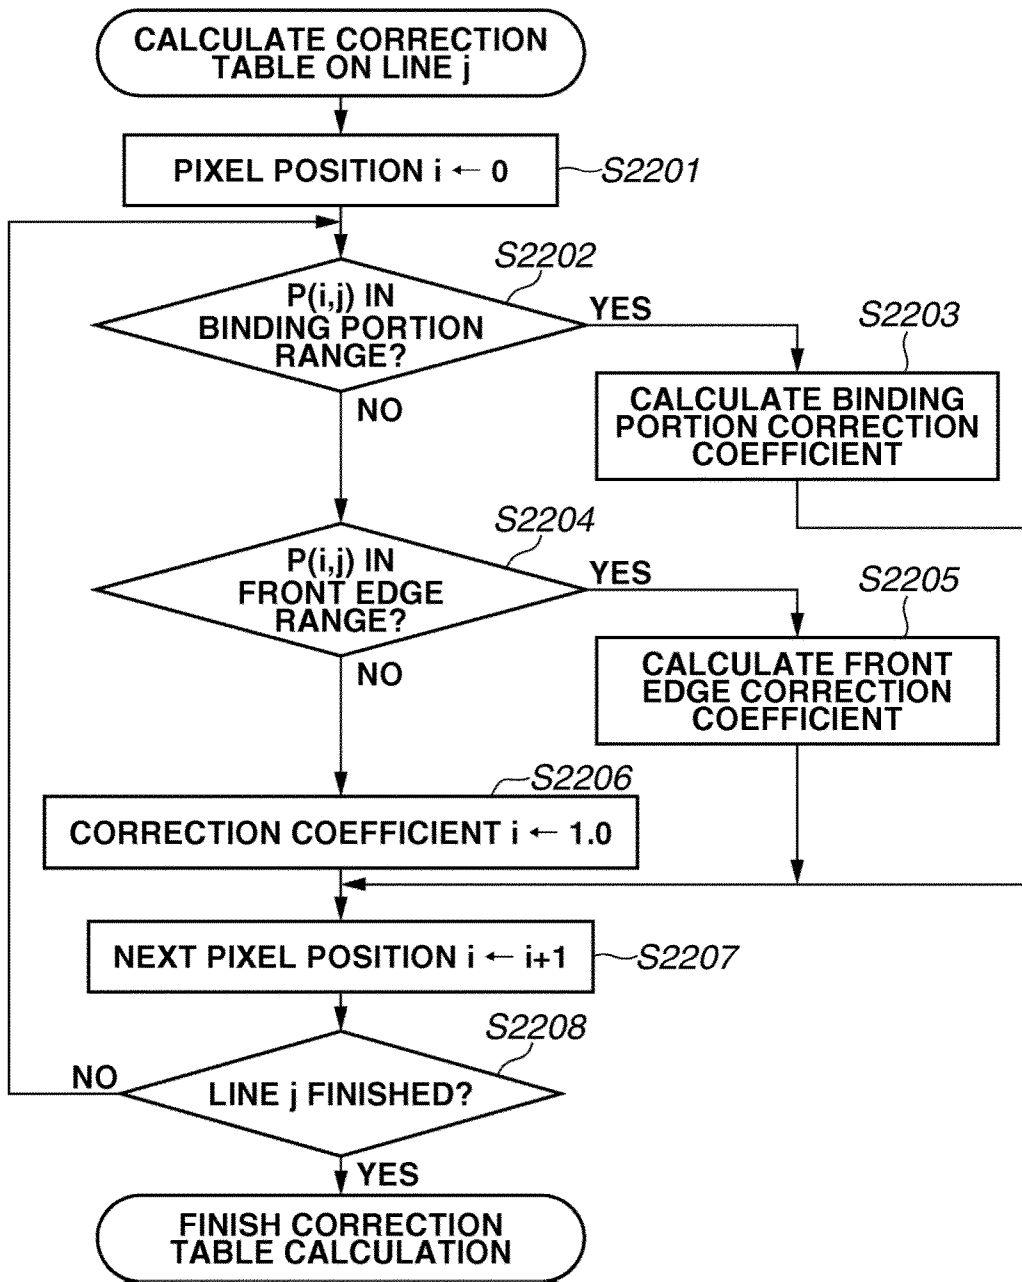 CALCULATE CORRECTION
TABLE ON LINE j
PIXEL POSITION i ← 0
S2201
S2202
P(i,j) IN
BINDING PORTION
RANGE?
YES
NO
S2203
CALCULATE BINDING
PORTION CORRECTION
COEFFICIENT
S2204
P(i,j) IN
FRONT EDGE
RANGE?
YES
NO
S2205
CALCULATE FRONT
EDGE CORRECTION
COEFFICIENT
S2206
CORRECTION COEFFICIENT i ← 1.0
NEXT PIXEL POSITION i ← i+1
S2207
S2208
LINE j FINISHED?
NO
YES
FINISH CORRECTION
TABLE CALCULATION